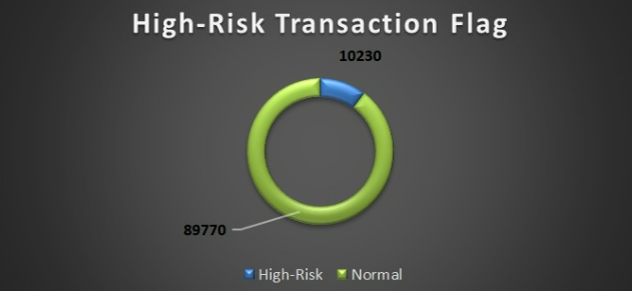 High-Risk Transaction Flag
10230
89770
High-Risk Normal